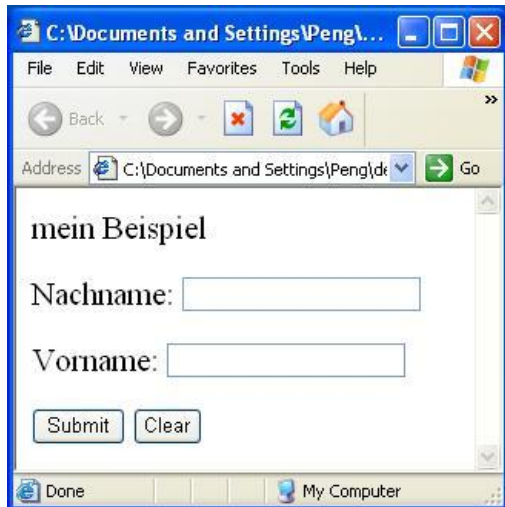 C:\Documents and Settings\Peng\...
File Edit View Favorites Tools Help
Back
Address C:\Documents and Settings\Peng\de Go
mein Beispiel
Nachname:
Vorname:
Submit Clear
Done My Computer